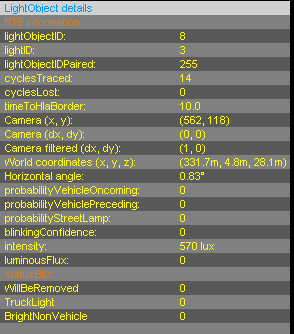 LightObject details
RTE information
lightObjectID: 8
lightID: 3
lightObjectIDPaired: 255
cyclesTraced: 14
cyclesLost: 0
timeToHlaBorder: 10.0
Camera (x, y): (562, 118)
Camera (dx, dy): (0, 0)
Camera filtered (dx, dy): (1, 0)
World coordinates (x, y, z): (331.7m, 4.8m, 28.1m)
Horizontal angle: 0.83°
probabilityVehicleOncoming: 0
probabilityVehiclePreceding: 0
probabilityStreetLamp: 0
blinkingConfidence: 0
intensity: 570 lux
luminousFlux: 0
statusBits
WillBeRemoved 0
TruckLight 0
BrightNonVehicle 0